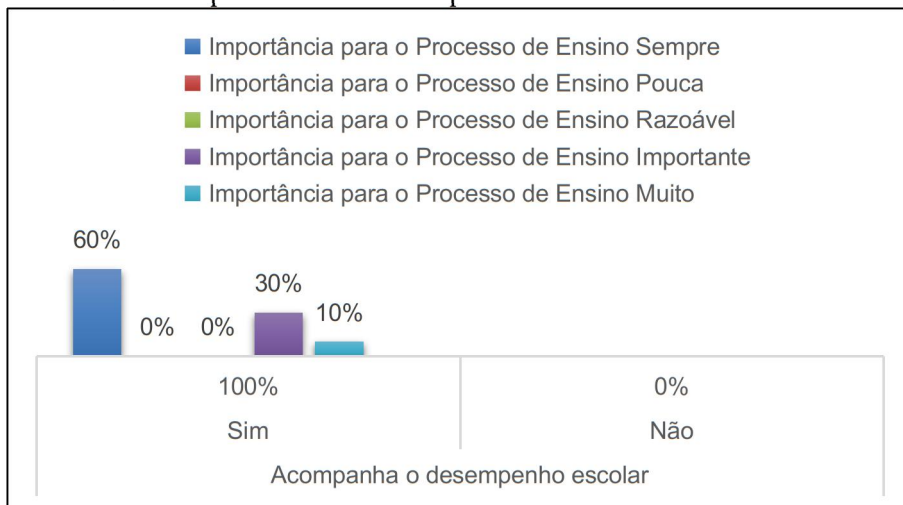 Importância para o Processo de Ensino Sempre
Importância para o Processo de Ensino Pouca
Importância para o Processo de Ensino Razoável
Importância para o Processo de Ensino Importante
Importância para o Processo de Ensino Muito
60%
0%
0%
30%
10%
100%
0%
Sim
Não
Acompanha o desempenho escolar